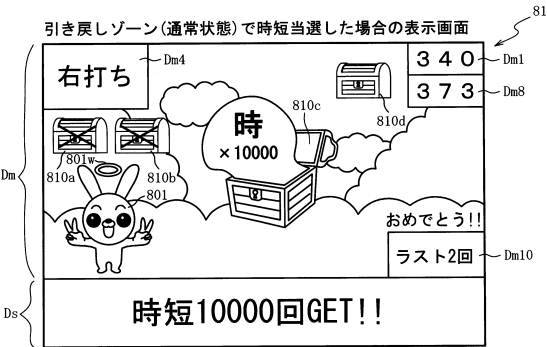 引き戻しゾーン(通常状態)で時短当選した場合の表示画面
81
右打ち
Dm4
340
Dm1
373
Dm8
810c
810d
時
×10000
801w
810a
810b
801
Dm
おめでとう!!
ラスト2回
Dm10
Ds
時短10000回GET!!